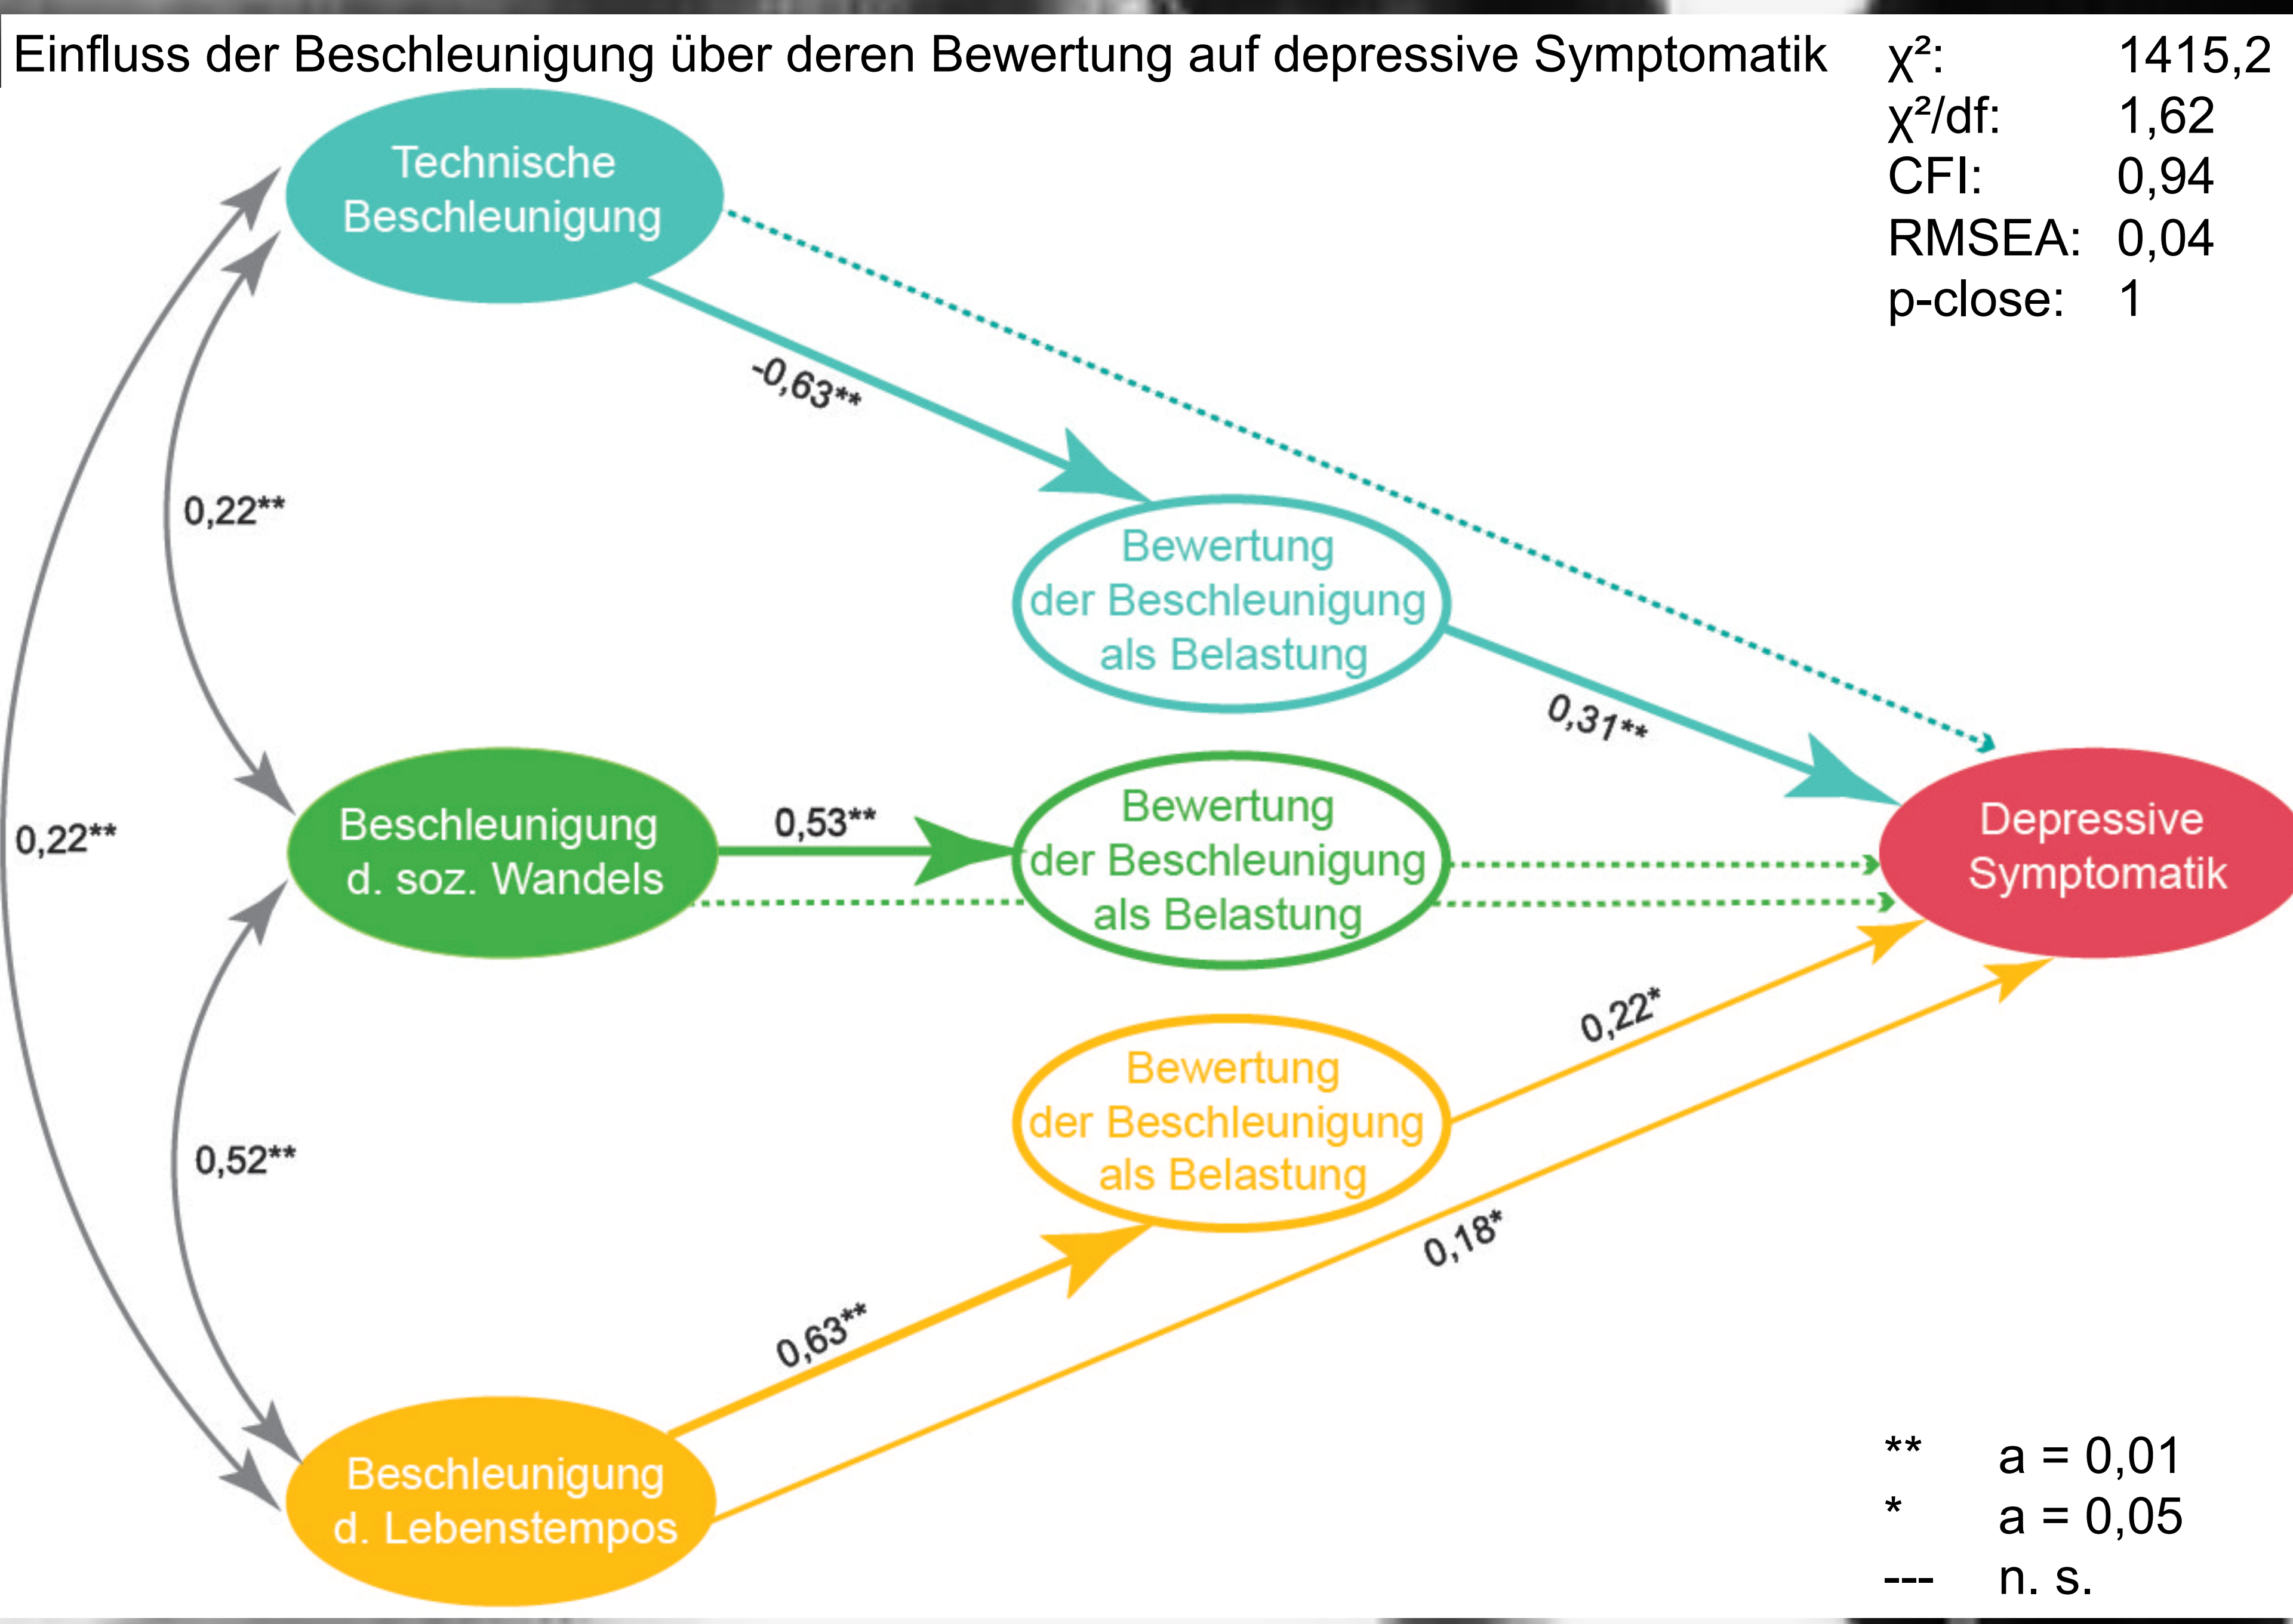 Einfluss der Beschleunigung über deren Bewertung auf depressive Symptomatik
χ²: 1415,2
χ²/df: 1,62
CFI: 0,94
RMSEA: 0,04
p-close: 1
Technische
Beschleunigung
-0,63**
0,22**
Bewertung
der Beschleunigung
als Belastung
0,31**
0,22**
Beschleunigung
d. soz. Wandels
0,53**
Bewertung
der Beschleunigung
als Belastung
Depressive
Symptomatik
0,52**
Bewertung
der Beschleunigung
als Belastung
0,22*
0,18*
0,63**
Beschleunigung
d. Lebenstempos
** a = 0,01
* a = 0,05
--- n. s.